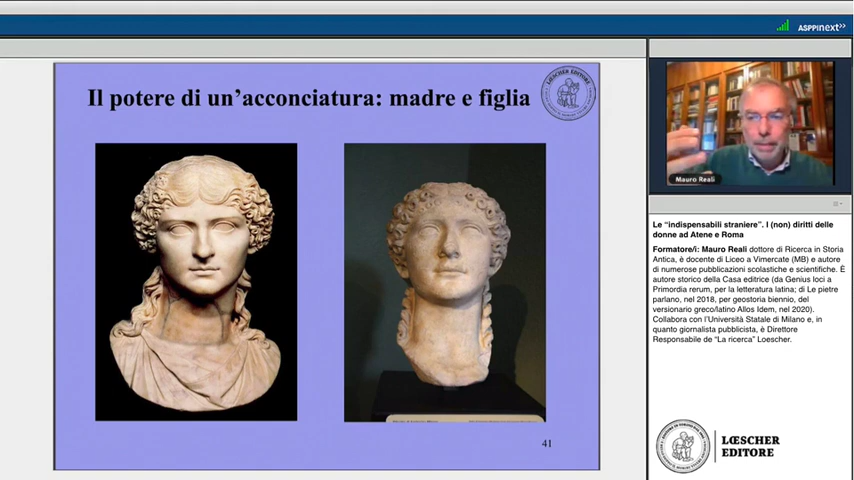 ASPPInext>>
Il potere di un'acconciatura: madre e figlia
LŒSCHER EDITORE
41
Mauro Reali
Le “indispensabili straniere”. I (non) diritti delle
donne ad Atene e Roma
Formatore/i: Mauro Reali dottore di Ricerca in Storia
Antica, è docente di Liceo a Vimercate (MB) e autore
di numerose pubblicazioni scolastiche e scientifiche. È
autore storico della Casa editrice (da Genius loci a
Primordia rerum, per la letteratura latina; di Le pietre
parlano, nel 2018, per geostoria biennio, del
versionario greco/latino Allos Idem, nel 2020).
Collabora con l'Università Statale di Milano e, in
quanto giornalista pubblicista, è Direttore
Responsabile de “La ricerca” Loescher.
LŒSCHER
EDITORE